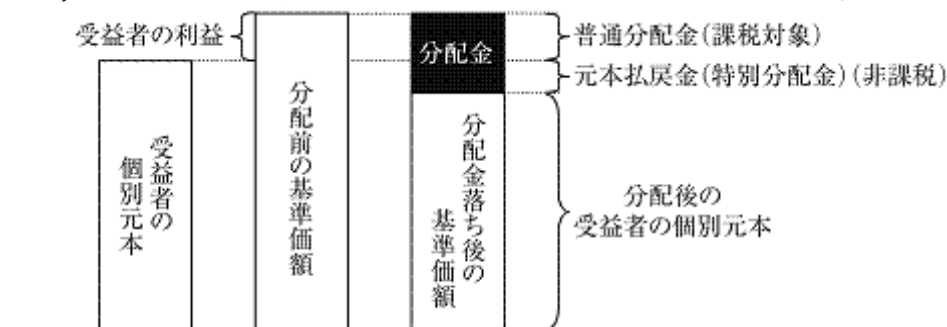 受益者の利益
分配金
普通分配金(課税対象)
元本払戻金(特別分配金)(非課税)
受益者の
個別元本
分配前の基準価額
分配金落ち後の
基準価額
分配後の
受益者の個別元本